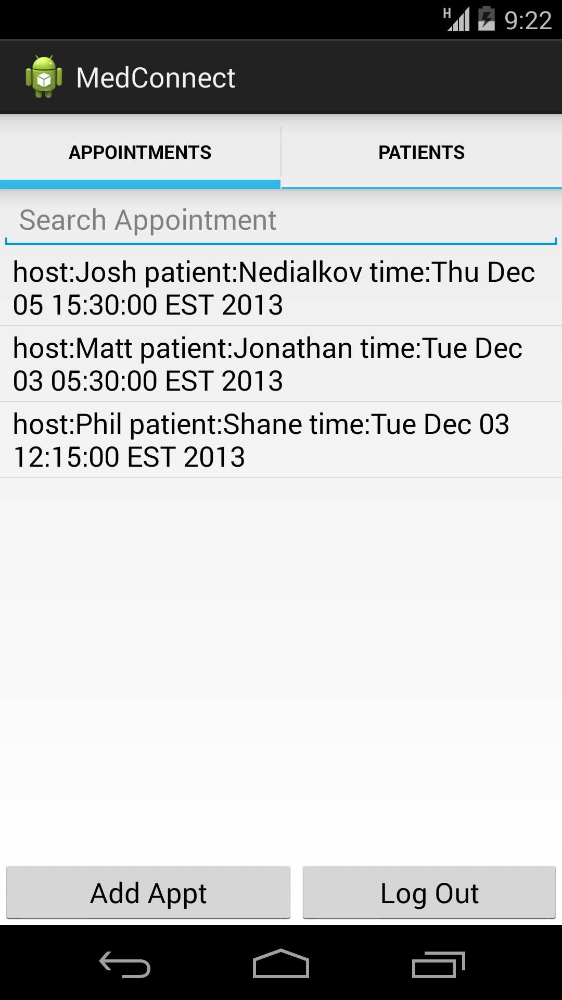 H 9:22
MedConnect
APPOINTMENTS PATIENTS
Search Appointment
host:Josh patient:Nedialkov time:Thu Dec
05 15:30:00 EST 2013
host:Matt patient:Jonathan time:Tue Dec
03 05:30:00 EST 2013
host:Phil patient:Shane time:Tue Dec 03
12:15:00 EST 2013
Add Appt Log Out